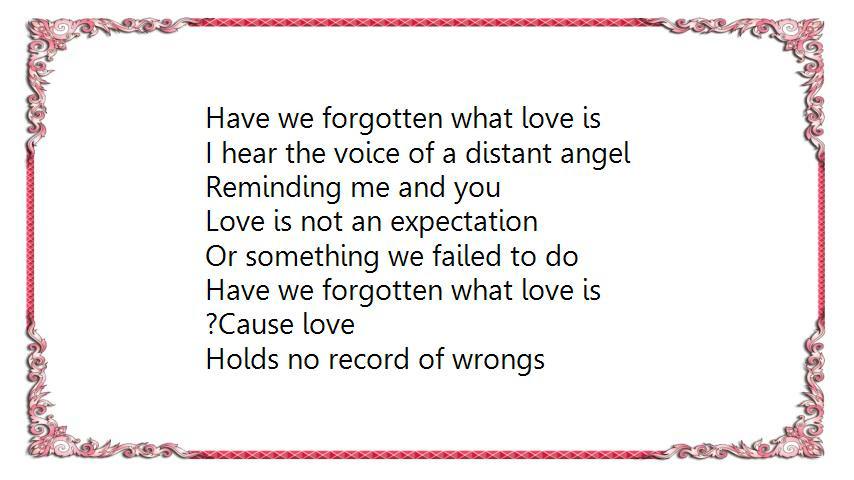 Have we forgotten what love is
I hear the voice of a distant angel
Reminding me and you
Love is not an expectation
Or something we failed to do
Have we forgotten what love is
?Cause love
Holds no record of wrongs